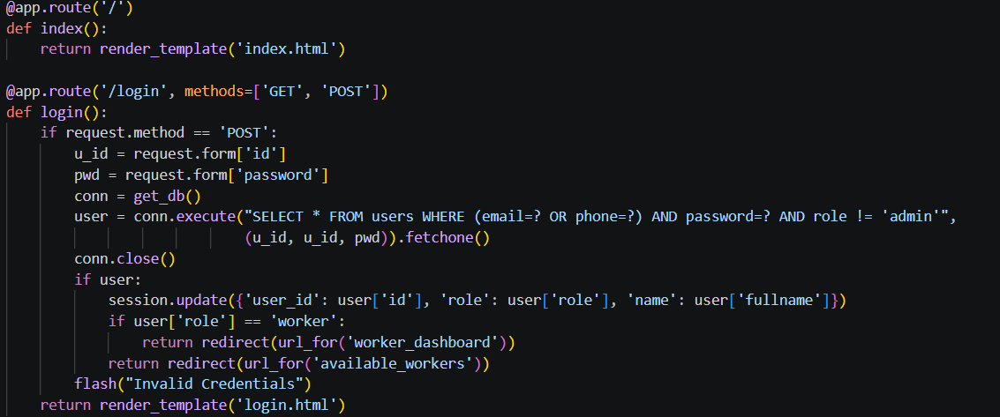 @app.route('/')
def index():
    return render_template('index.html')

@app.route('/login', methods=['GET', 'POST'])
def login():
    if request.method == 'POST':
        u_id = request.form['id']
        pwd = request.form['password']
        conn = get_db()
        user = conn.execute("SELECT * FROM users WHERE (email=? OR phone=?) AND password=? AND role != 'admin'",
                            (u_id, u_id, pwd)).fetchone()
        conn.close()
        if user:
            session.update({'user_id': user['id'], 'role': user['role'], 'name': user['fullname']})
            if user['role'] == 'worker':
                return redirect(url_for('worker_dashboard'))
            return redirect(url_for('available_workers'))
        flash("Invalid Credentials")
    return render_template('login.html')